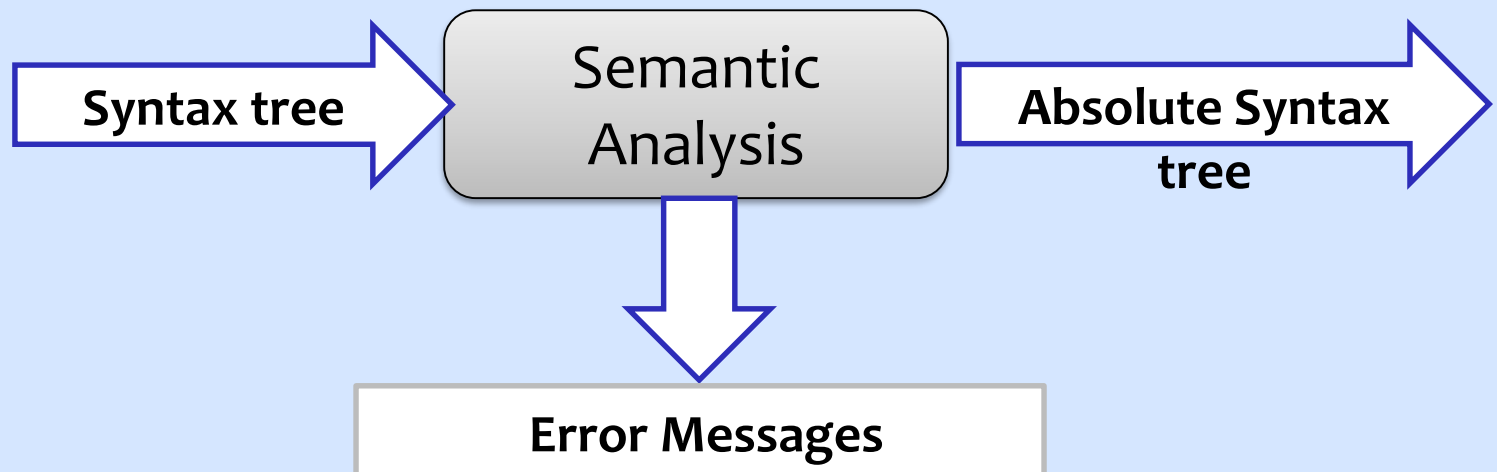 Syntax tree
Semantic
Analysis
Absolute Syntax
tree
Error Messages